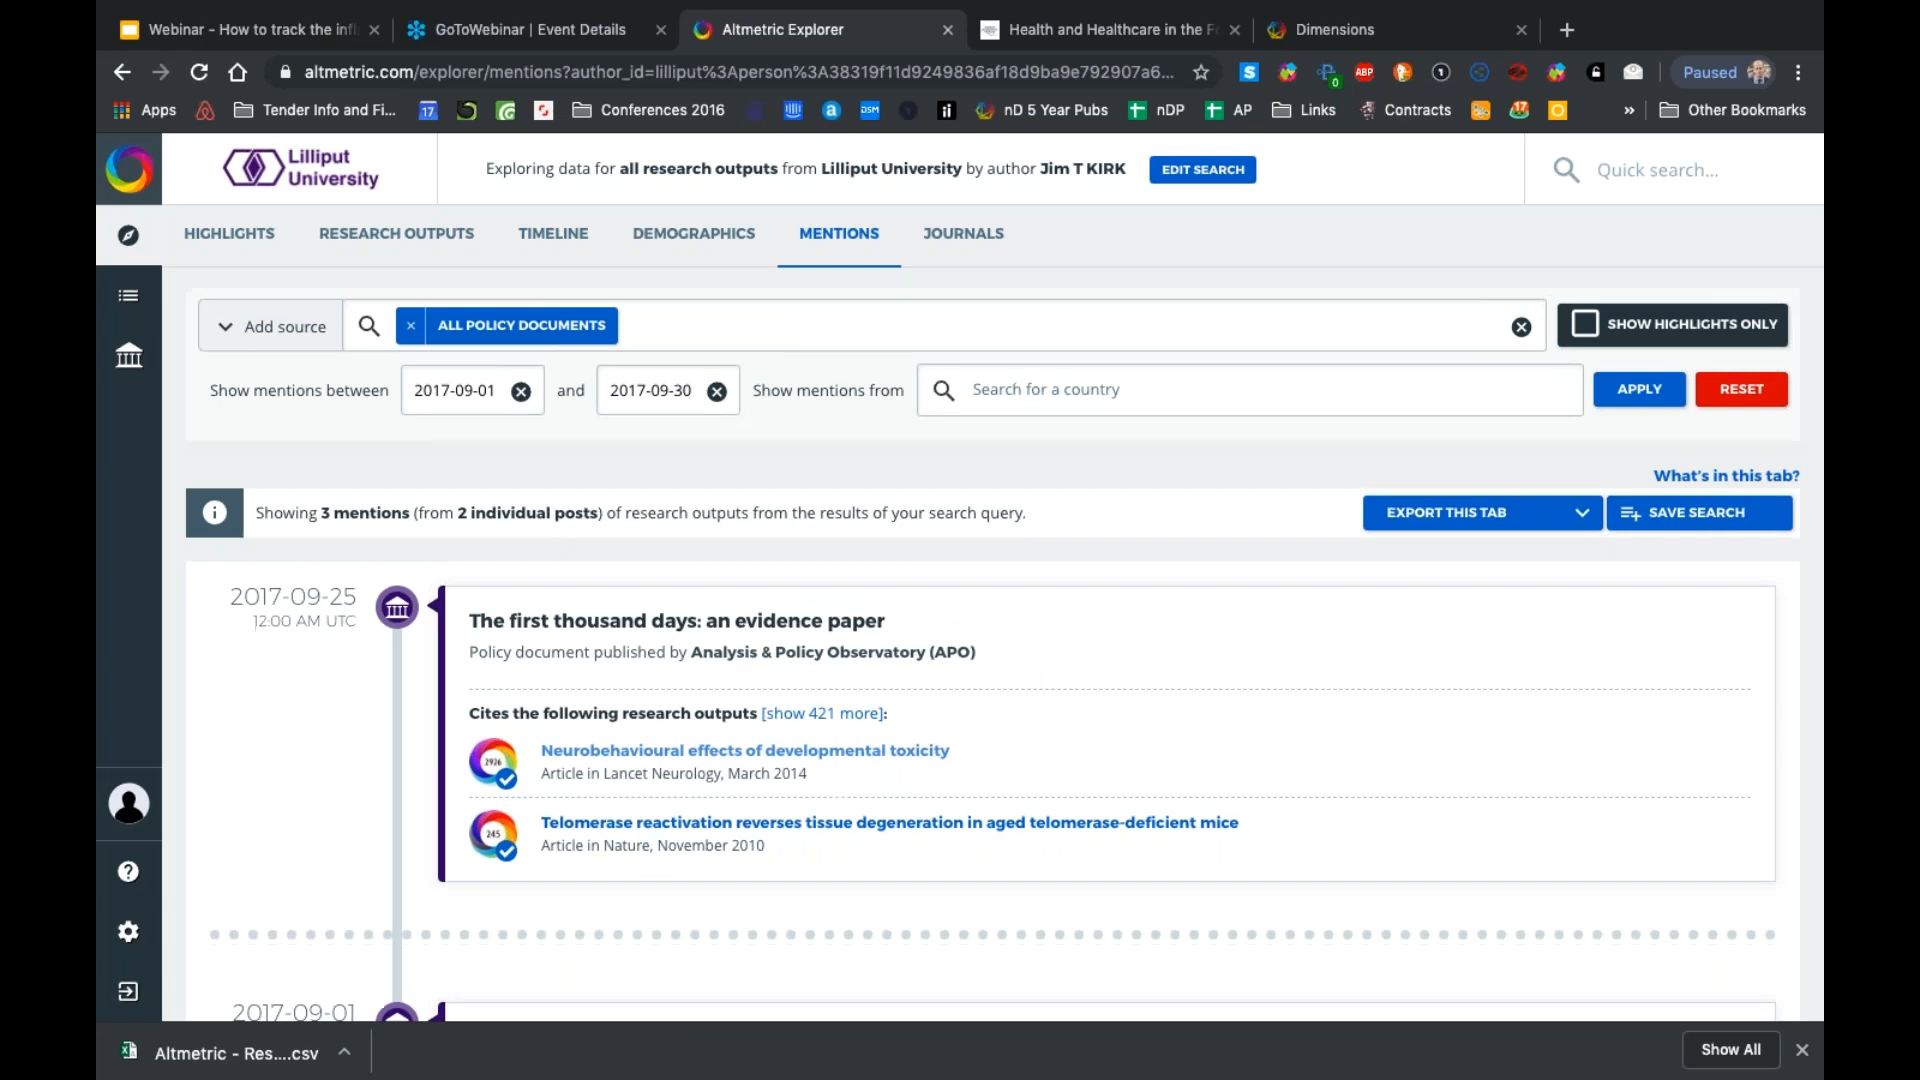 Webinar - How to track the infl
GoToWebinar | Event Details
Altmetric Explorer
Health and Healthcare in the F
Dimensions
altmetric.com/explorer/mentions?author_id=lilliput%3Aperson%3A38319f11d9249836af18d9ba9e792907a6...
Paused
Apps
Tender Info and Fi...
17
Conferences 2016
nD 5 Year Pubs
nDP
AP
Links
Contracts
»
Other Bookmarks
Lilliput
University
Exploring data for all research outputs from Lilliput University by author Jim T KIRK
EDIT SEARCH
Quick search...
HIGHLIGHTS
RESEARCH OUTPUTS
TIMELINE
DEMOGRAPHICS
MENTIONS
JOURNALS
Add source
ALL POLICY DOCUMENTS
SHOW HIGHLIGHTS ONLY
Show mentions between
2017-09-01
and
2017-09-30
Show mentions from
Search for a country
APPLY
RESET
What's in this tab?
Showing 3 mentions (from 2 individual posts) of research outputs from the results of your search query.
EXPORT THIS TAB
SAVE SEARCH
2017-09-25
12:00 AM UTC
The first thousand days: an evidence paper
Policy document published by Analysis & Policy Observatory (APO)
Cites the following research outputs [show 421 more]:
2926
Neurobehavioural effects of developmental toxicity
Article in Lancet Neurology, March 2014
245
Telomerase reactivation reverses tissue degeneration in aged telomerase-deficient mice
Article in Nature, November 2010
2017-09-01
Altmetric - Res....csv
Show All